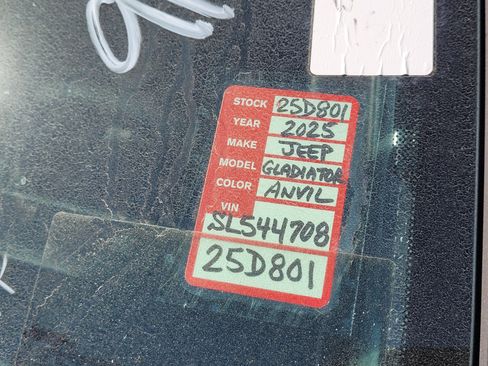 STOCK 25D801
YEAR 2025
MAKE JEEP
MODEL GLADIATOR
COLOR ANVIL
VIN
SL544708
25D801